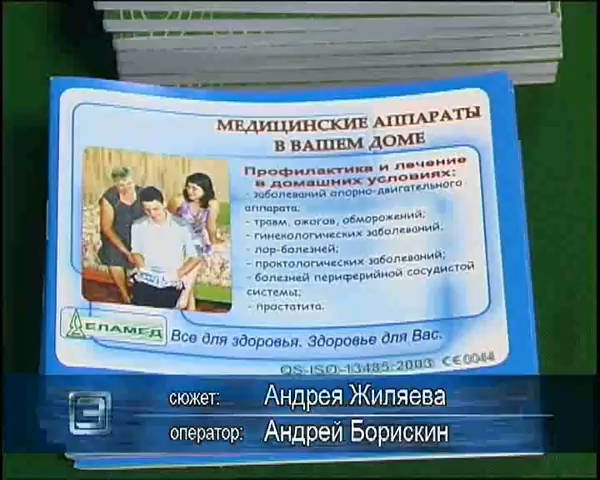 МЕДИЦИНСКИЕ АППАРАТЫ
В ВАШЕМ ДОМЕ
Профилактика и лечение
в домашних условиях:
- заболеваний опорно-двигательного
аппарата;
- травм, ожогов, обморожений;
- гинекологических заболеваний.
- лор-болезней;
- проктологических заболеваний;
- болезней периферийной сосудистой
системы;
- простатита.
ЕЛАМЕД
Все для здоровья. Здоровье для Вас.
QS-ISO-13485:2003 CE 0044
сюжет: Андрея Жиляева
оператор: Андрей Борискин